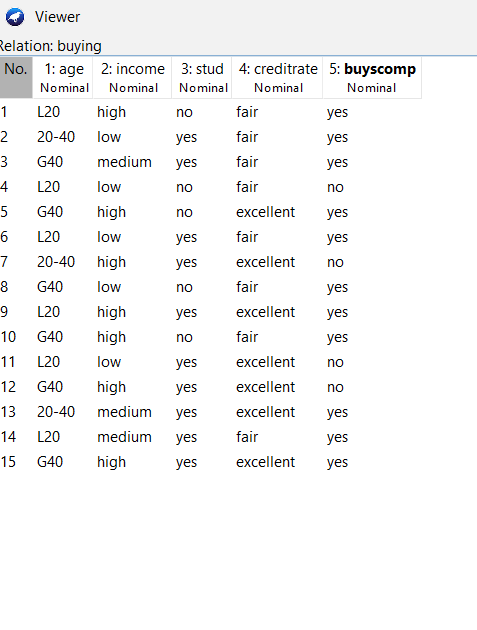 Viewer
Relation: buying
No. 1: age 2: income 3: stud 4: creditrate 5: buyscomp
Nominal Nominal Nominal Nominal Nominal
1 L20 high no fair yes
2 20-40 low yes fair yes
3 G40 medium yes fair yes
4 L20 low no fair no
5 G40 high no excellent yes
6 L20 low yes fair yes
7 20-40 high yes excellent no
8 G40 low no fair yes
9 L20 high yes excellent yes
10 G40 high no fair yes
11 L20 low yes excellent no
12 G40 high yes excellent no
13 20-40 medium yes excellent yes
14 L20 medium yes fair yes
15 G40 high yes excellent yes